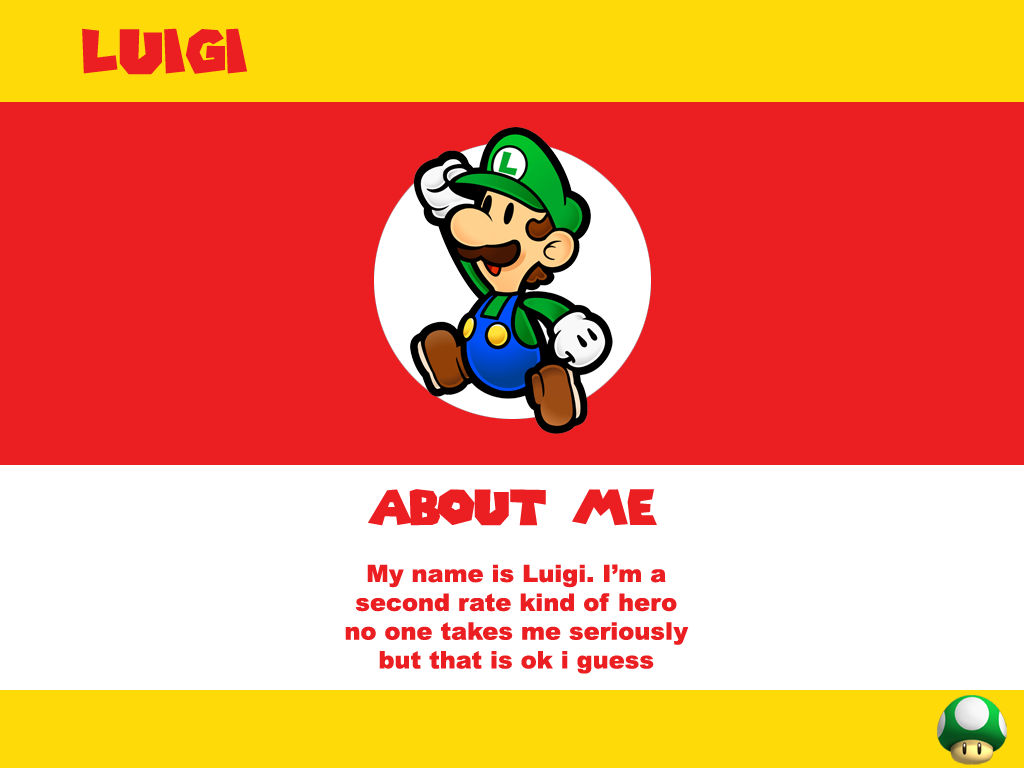 LUIGI
L
ABOUT ME
My name is Luigi. I’m a
second rate kind of hero
no one takes me seriously
but that is ok i guess